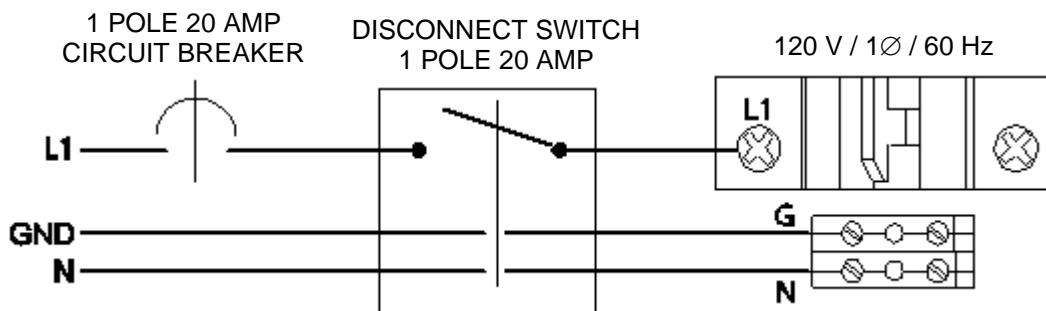 1 POLE 20 AMP
CIRCUIT BREAKER
DISCONNECT SWITCH
1 POLE 20 AMP
120 V / 1∅ / 60 Hz
L1
L1
GND
G
N
N